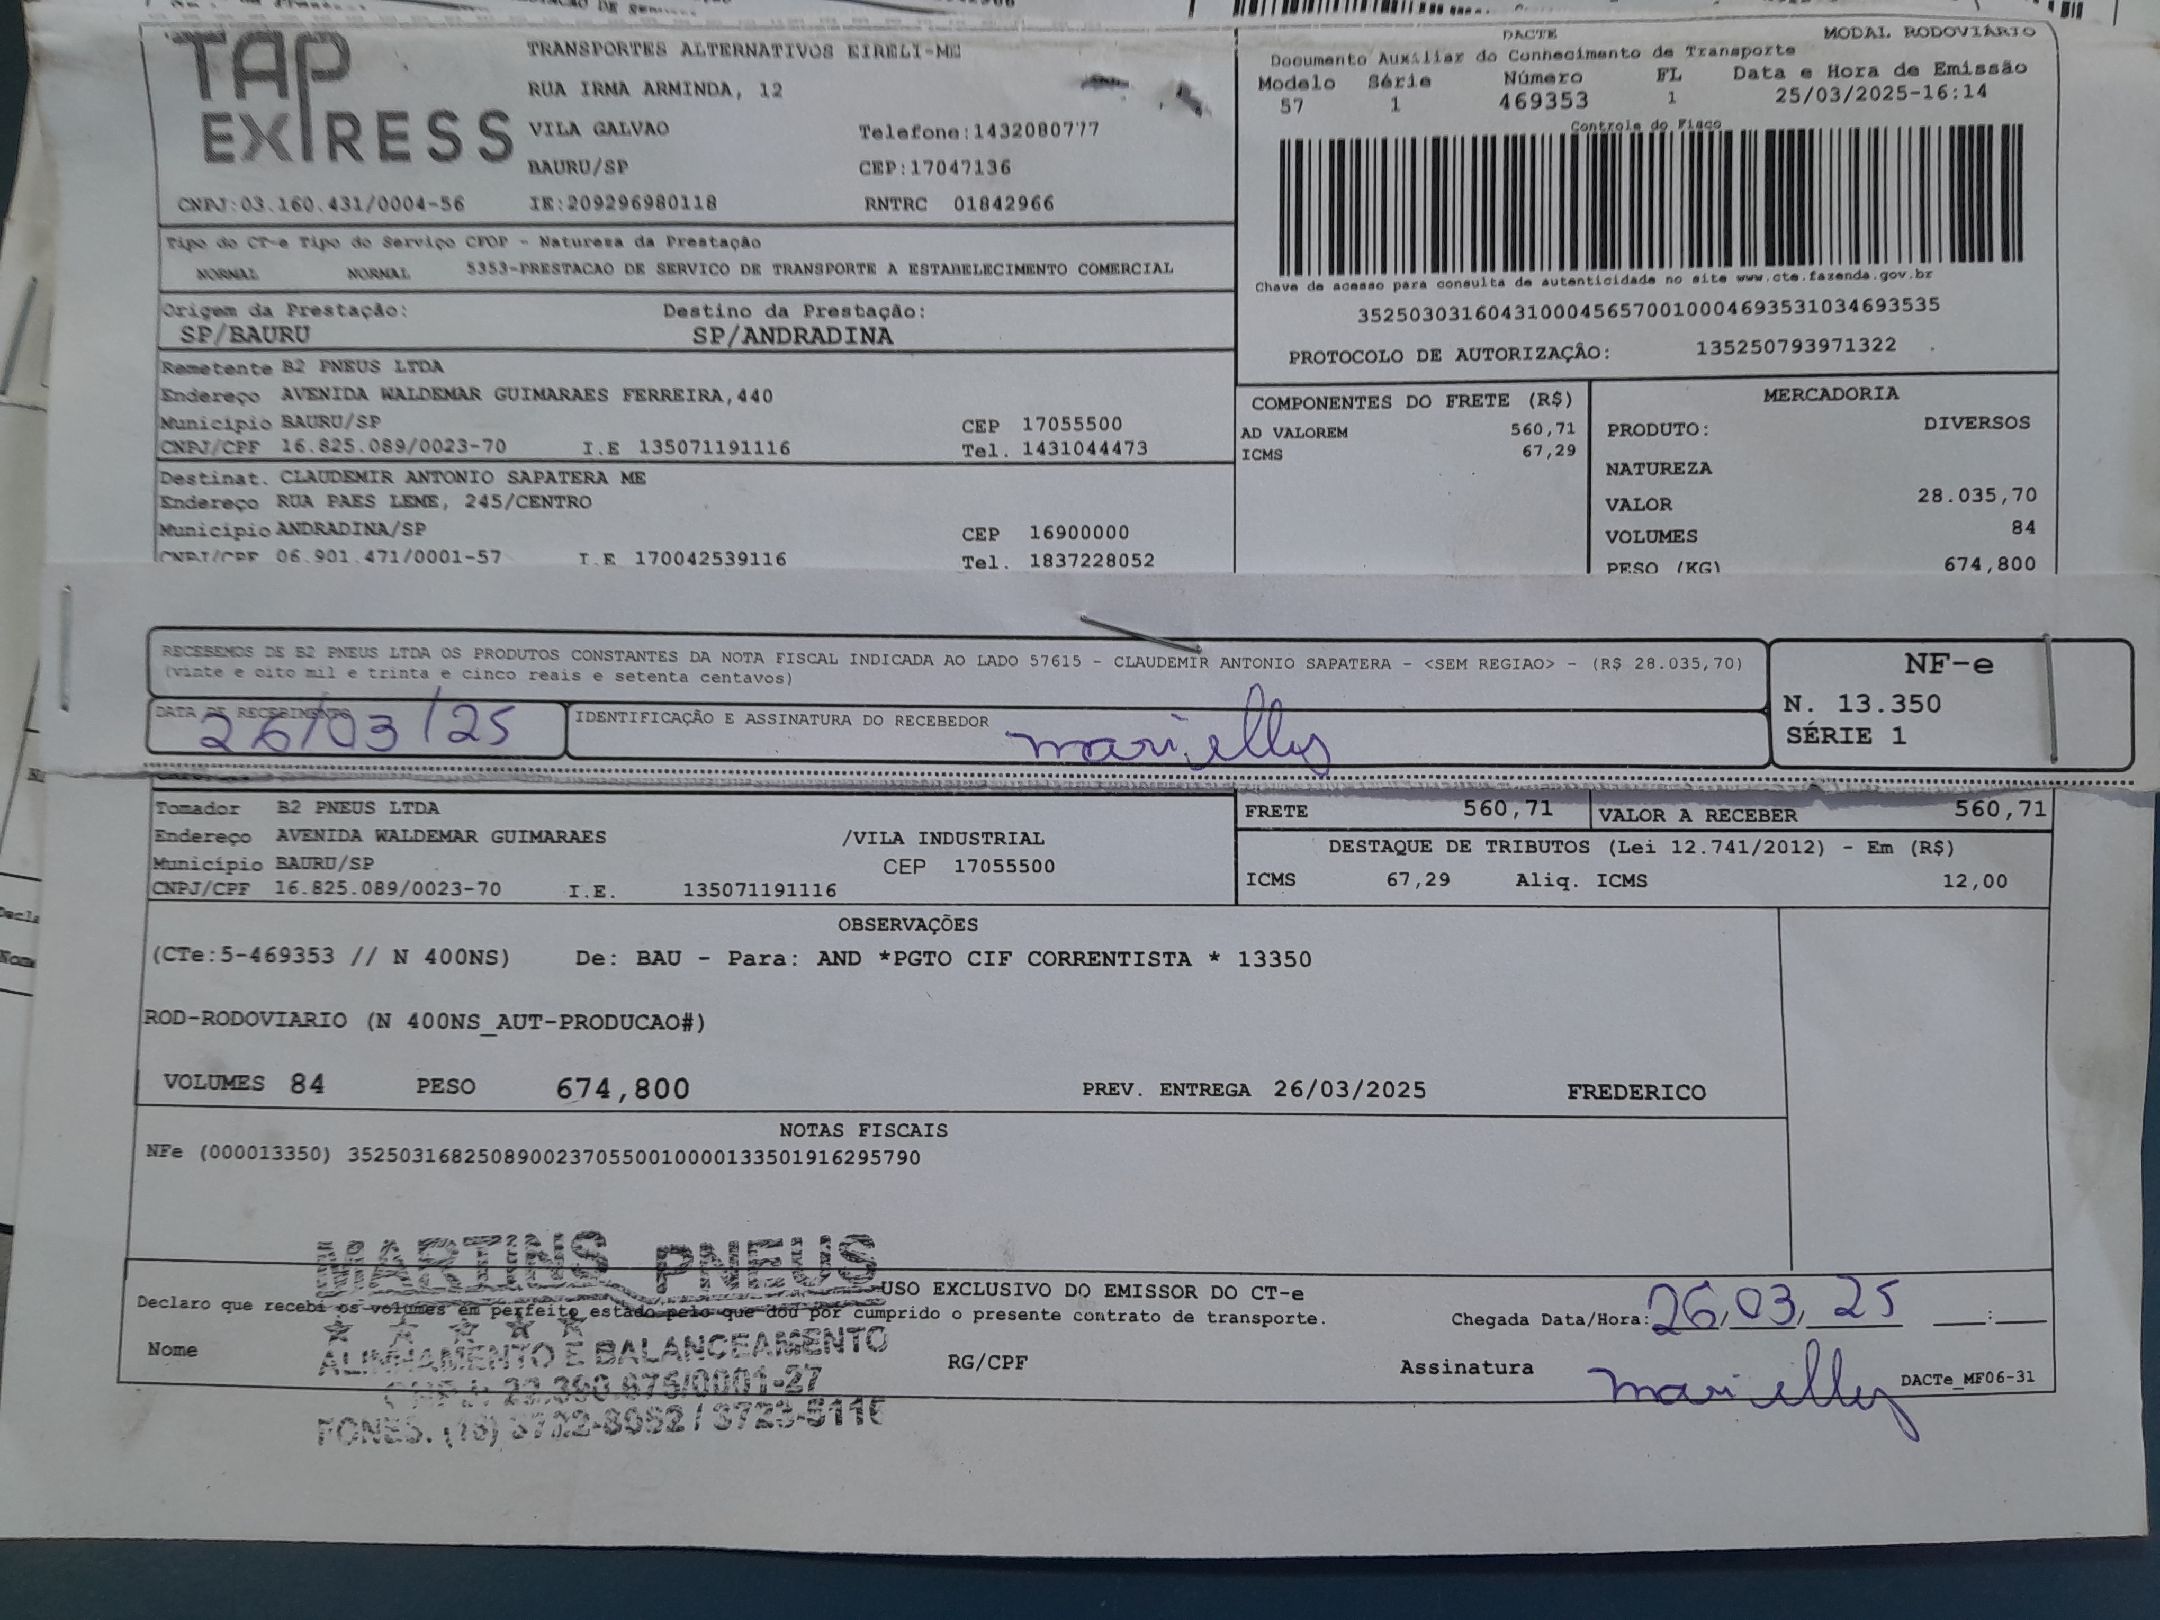 TAP EXPRESS
TRANSPORTES ALTERNATIVOS EIRELI-ME
RUA IRMA ARMINDA, 12
VILA GALVAO Telefone:1432080777
BAURU/SP CEP:17047136
CNPJ:03.160.431/0004-56 IE:209296980118 RNTRC 01842966
DACTE MODAL RODOVIÁRIO
Documento Auxiliar do Conhecimento de Transporte
Modelo Série Número FL Data e Hora de Emissão
57 1 469353 1 25/03/2025-16:14
Controle do Fisco
Chave de acesso para consulta de autenticidade no site www.cte.fazenda.gov.br
35250303160431000456570010004693531034693535
PROTOCOLO DE AUTORIZAÇÃO: 135250793971322
Tipo do CT-e Tipo do Serviço CFOP - Natureza da Prestação
NORMAL NORMAL 5353-PRESTACAO DE SERVICO DE TRANSPORTE A ESTABELECIMENTO COMERCIAL
Origem da Prestação: Destino da Prestação:
SP/BAURU SP/ANDRADINA
Remetente B2 PNEUS LTDA
Endereço AVENIDA WALDEMAR GUIMARAES FERREIRA,440
Município BAURU/SP CEP 17055500
CNPJ/CPF 16.825.089/0023-70 I.E 135071191116 Tel. 1431044473
Destinat. CLAUDEMIR ANTONIO SAPATERA ME
Endereço RUA PAES LEME, 245/CENTRO
Município ANDRADINA/SP CEP 16900000
CNPJ/CPF 06.901.471/0001-57 I.E 170042539116 Tel. 1837228052
COMPONENTES DO FRETE (R$)
AD VALOREM 560,71
ICMS 67,29
MERCADORIA
PRODUTO: DIVERSOS
NATUREZA
VALOR 28.035,70
VOLUMES 84
PESO (KG) 674,800
RECEBEMOS DE B2 PNEUS LTDA OS PRODUTOS CONSTANTES DA NOTA FISCAL INDICADA AO LADO 57615 - CLAUDEMIR ANTONIO SAPATERA - <SEM REGIAO> - (R$ 28.035,70)
(vinte e oito mil e trinta e cinco reais e setenta centavos)
DATA DE RECEBIMENTO IDENTIFICAÇÃO E ASSINATURA DO RECEBEDOR
26/03/25 marielly
NF-e
N. 13.350
SÉRIE 1
Tomador B2 PNEUS LTDA
Endereço AVENIDA WALDEMAR GUIMARAES /VILA INDUSTRIAL
Município BAURU/SP CEP 17055500
CNPJ/CPF 16.825.089/0023-70 I.E. 135071191116
FRETE 560,71 VALOR A RECEBER 560,71
DESTAQUE DE TRIBUTOS (Lei 12.741/2012) - Em (R$)
ICMS 67,29 Aliq. ICMS 12,00
OBSERVAÇÕES
(CTe:5-469353 // N 400NS) De: BAU - Para: AND *PGTO CIF CORRENTISTA * 13350
ROD-RODOVIARIO (N 400NS_AUT-PRODUCAO#)
VOLUMES 84 PESO 674,800 PREV. ENTREGA 26/03/2025 FREDERICO
NOTAS FISCAIS
NFe (000013350) 35250316825089002370550010000133501916295790
MARTINS PNEUS
USO EXCLUSIVO DO EMISSOR DO CT-e
Declaro que recebi os volumes em perfeito estado pelo que dou por cumprido o presente contrato de transporte. Chegada Data/Hora: 26/03/25 __:__
ALINHAMENTO E BALANCEAMENTO
Nome RG/CPF Assinatura marielly DACTe_MF06-31
FONES.